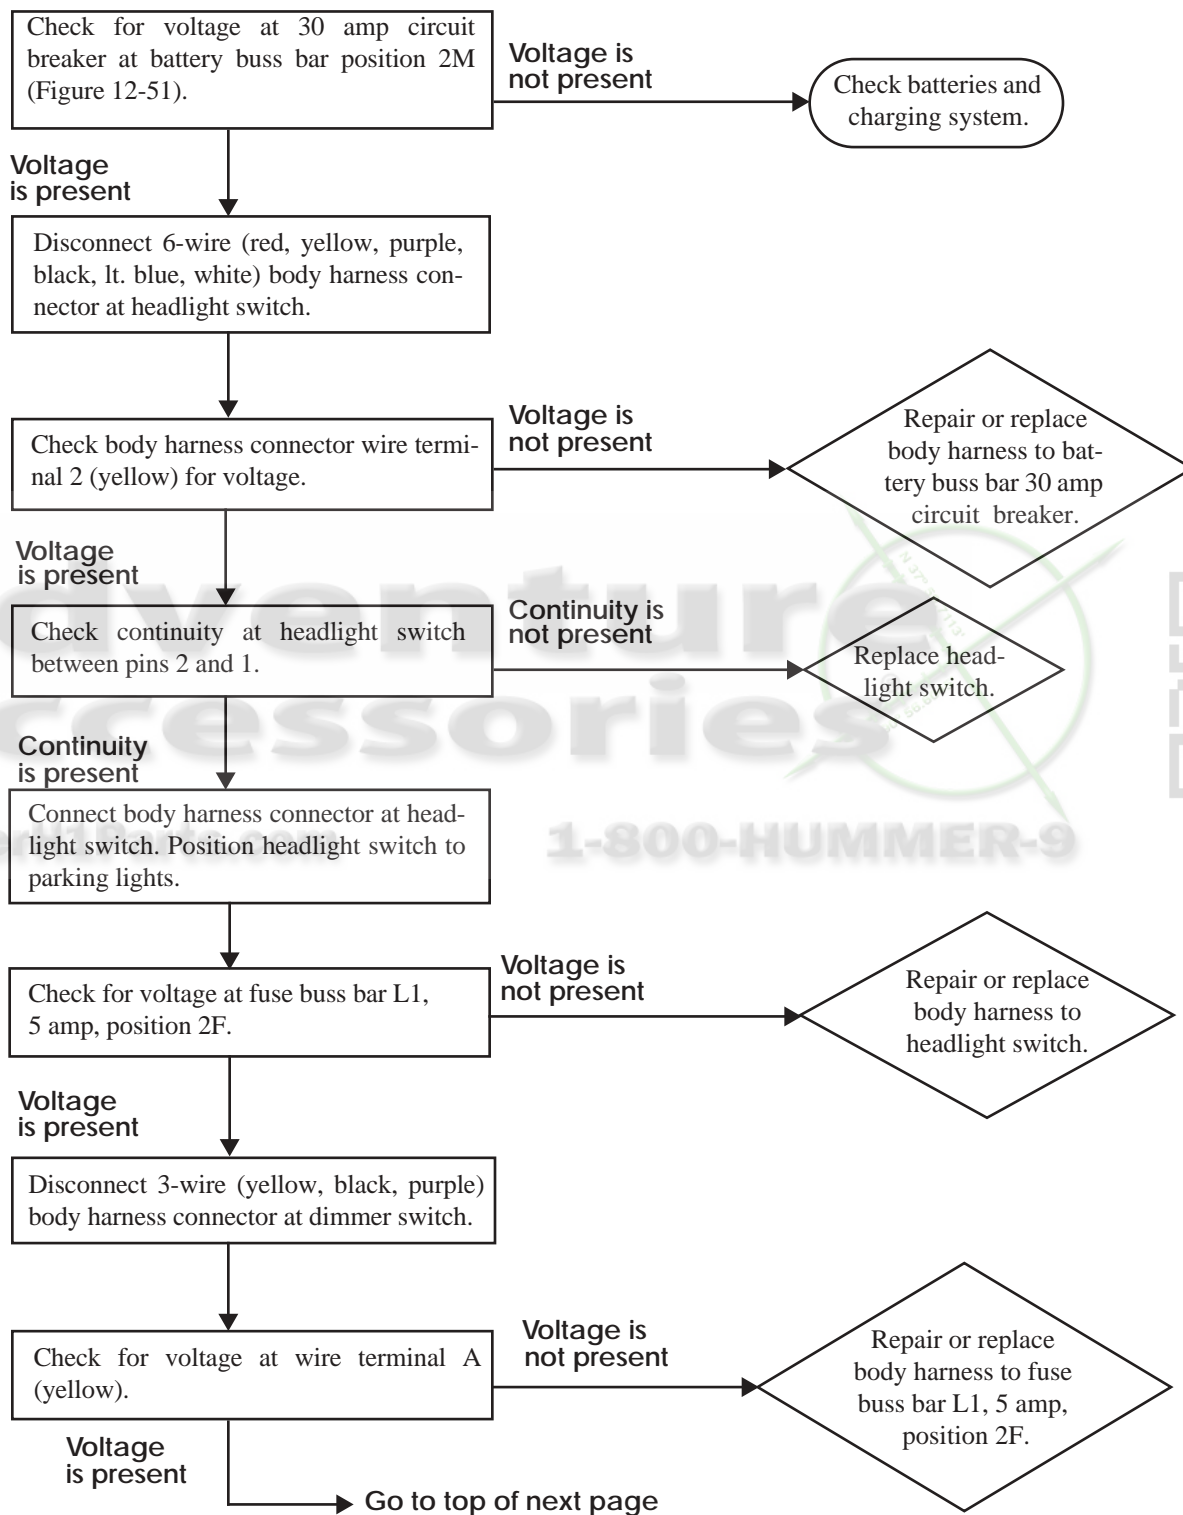 Check for voltage at 30 amp circuit
breaker at battery buss bar position 2M
(Figure 12-51).
Voltage is
not present
Check batteries and
charging system.
Voltage
is present
Disconnect 6-wire (red, yellow, purple,
black, lt. blue, white) body harness con-
nector at headlight switch.
Check body harness connector wire termi-
nal 2 (yellow) for voltage.
Voltage is
not present
Repair or replace
body harness to bat-
tery buss bar 30 amp
circuit breaker.
Voltage
is present
Check continuity at headlight switch
between pins 2 and 1.
Continuity is
not present
Replace head-
light switch.
Continuity
is present
Connect body harness connector at head-
light switch. Position headlight switch to
parking lights.
Check for voltage at fuse buss bar L1,
5 amp, position 2F.
Voltage is
not present
Repair or replace
body harness to
headlight switch.
Voltage
is present
Disconnect 3-wire (yellow, black, purple)
body harness connector at dimmer switch.
Check for voltage at wire terminal A
(yellow).
Voltage is
not present
Repair or replace
body harness to fuse
buss bar L1, 5 amp,
position 2F.
Voltage
is present
Go to top of next page
dventure
ccessories
erH1Parts.com
1-800-HUMMER-9
N 37°